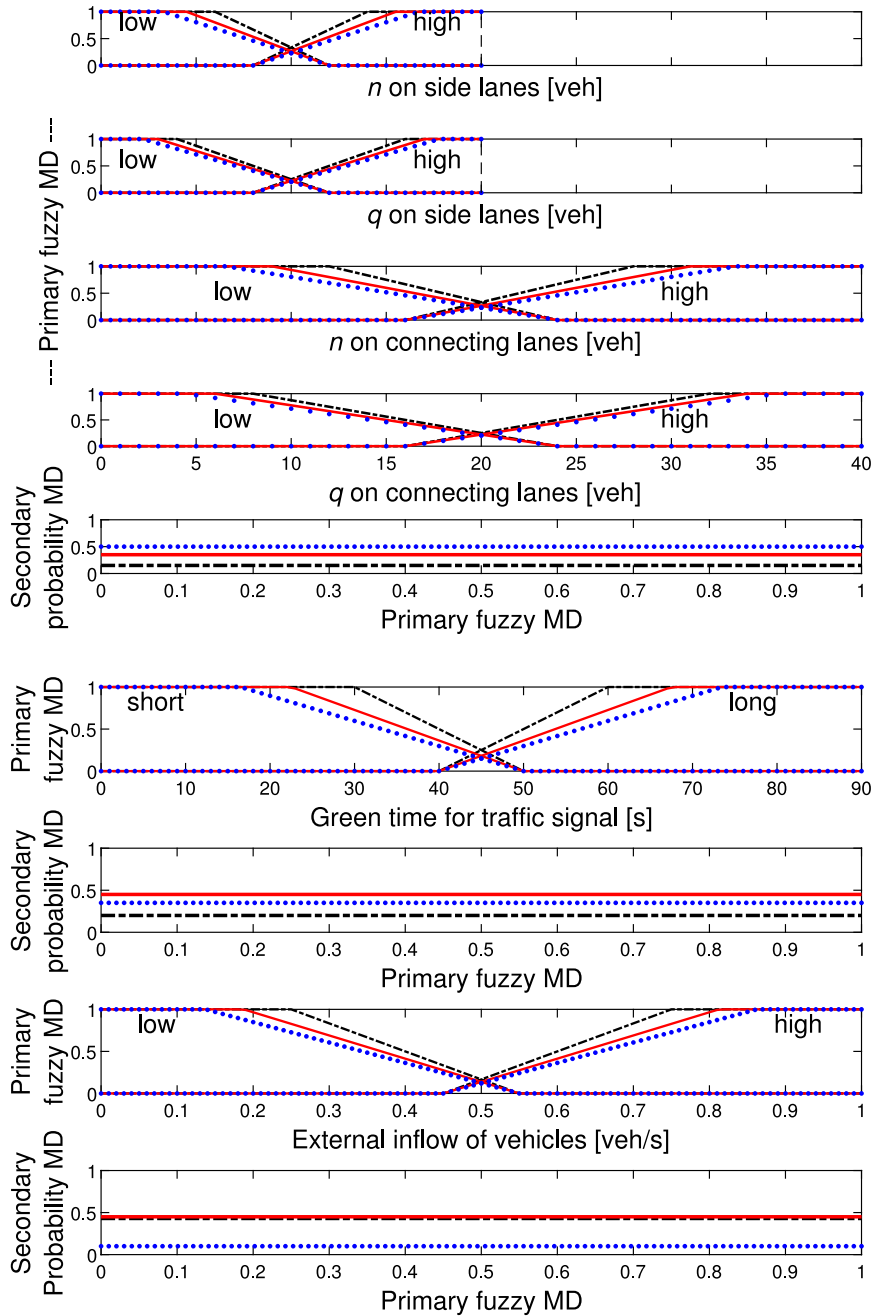 ---- Primary fuzzy MD ----
1
0.5
0
low
high
n on side lanes [veh]
1
0.5
0
low
high
q on side lanes [veh]
1
0.5
0
low
high
n on connecting lanes [veh]
1
0.5
0
low
high
5 10 15 20 25 30 35 40
q on connecting lanes [veh]
Secondary
probability MD
1
0.5
0
0 0.1 0.2 0.3 0.4 0.5 0.6 0.7 0.8 0.9 1
Primary fuzzy MD
Primary
fuzzy MD
1
0.5
0
short
long
0 10 20 30 40 50 60 70 80 90
Green time for traffic signal [s]
Secondary
probability MD
1
0.5
0
0 0.1 0.2 0.3 0.4 0.5 0.6 0.7 0.8 0.9 1
Primary fuzzy MD
Primary
fuzzy MD
1
0.5
0
low
high
0 0.1 0.2 0.3 0.4 0.5 0.6 0.7 0.8 0.9 1
External inflow of vehicles [veh/s]
Secondary
Probability MD
1
0.5
0
0 0.1 0.2 0.3 0.4 0.5 0.6 0.7 0.8 0.9 1
Primary fuzzy MD